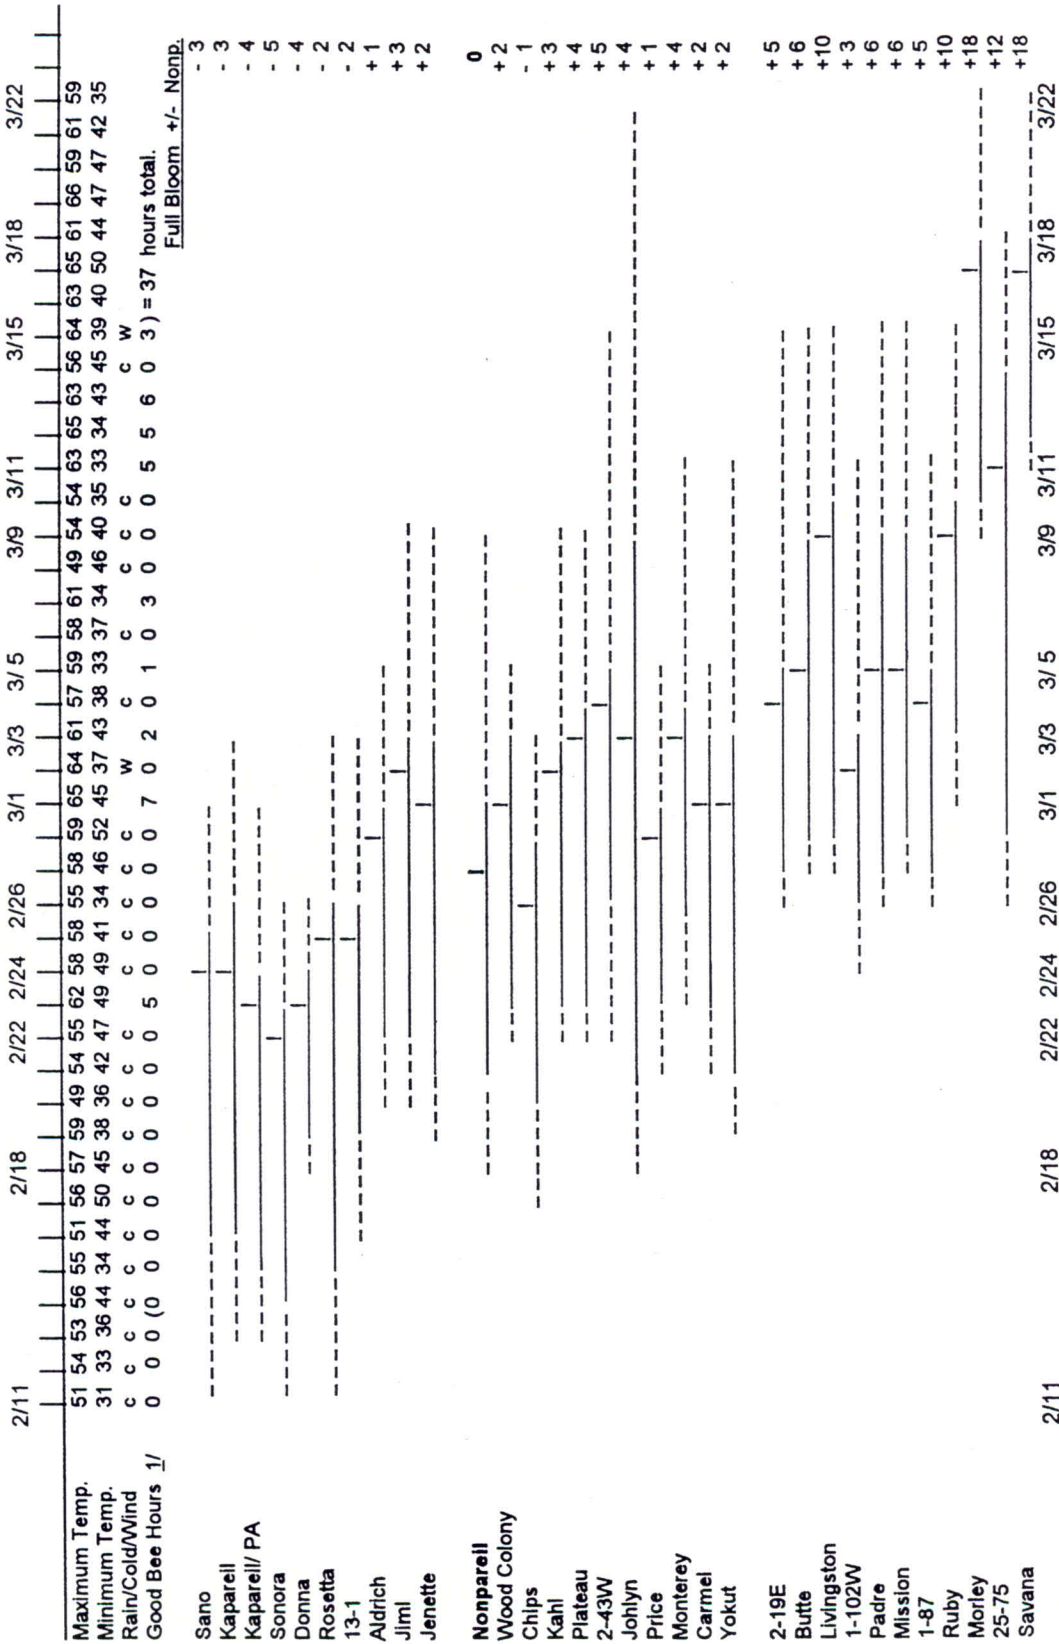 2/11 2/18 2/22 2/24 2/26 3/1 3/3 3/5 3/9 3/11 3/15 3/18 3/22
Maximum Temp. 51 54 53 56 55 51 56 57 59 49 54 55 62 58 58 55 58 59 65 64 61 57 59 58 61 49 54 54 63 65 63 56 64 63 65 61 66 59 61 59
Minimum Temp. 31 33 36 44 34 44 50 45 38 36 42 47 49 49 41 34 46 52 45 37 43 38 33 37 34 46 40 35 33 34 43 45 39 40 50 44 47 47 42 35
Rain/Cold/Wind c c c c c c c c c c c c c c c c c W c c c c c c W
Good Bee Hours 1/ 0 0 0 (0 0 0 0 0 0 0 0 0 5 0 0 0 0 0 7 0 2 0 1 0 3 0 0 0 5 5 6 0 3 ) = 37 hours total.
Full Bloom +/- Nonp.
Sano - 3
Kapareil - 3
Kapareil/ PA - 4
Sonora - 5
Donna - 4
Rosetta - 2
13-1 - 2
Aldrich + 1
Jiml +3
Jenette + 2
Nonpareil 0
Wood Colony + 2
Chips - 1
Kahl + 3
Plateau + 4
2-43W + 5
Johlyn + 4
Price + 1
Monterey + 4
Carmel + 2
Yokut + 2
2-19E + 5
Butte + 6
Livingston +10
1-102W + 3
Padre + 6
Mission + 6
1-87 + 5
Ruby +10
Morley +18
25-75 +12
Savana +18
2/11 2/18 2/22 2/24 2/26 3/1 3/3 3/5 3/9 3/11 3/15 3/18 3/22